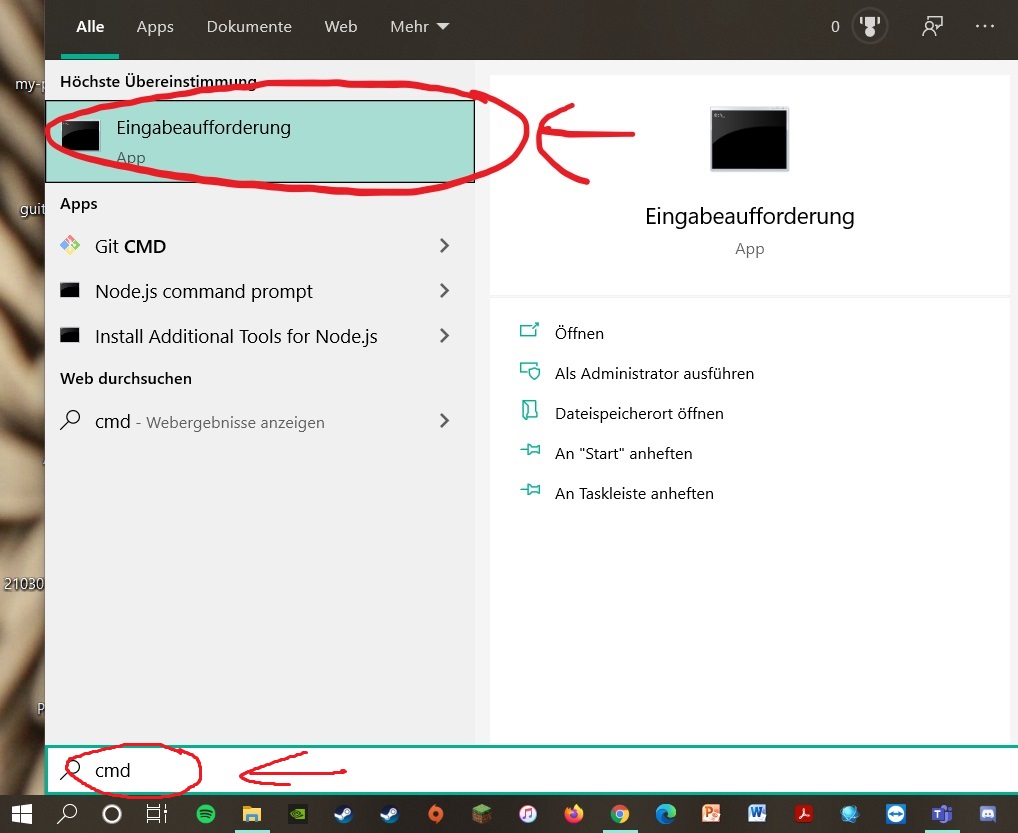 Alle Apps Dokumente Web Mehr 0
Höchste Übereinstimmung
Eingabeaufforderung
App
Apps
Git CMD
Node.js command prompt
Install Additional Tools for Node.js
Web durchsuchen
cmd - Webergebnisse anzeigen
Eingabeaufforderung
App
Öffnen
Als Administrator ausführen
Dateispeicherort öffnen
An "Start" anheften
An Taskleiste anheften
my-p
guit
21030
P
cmd